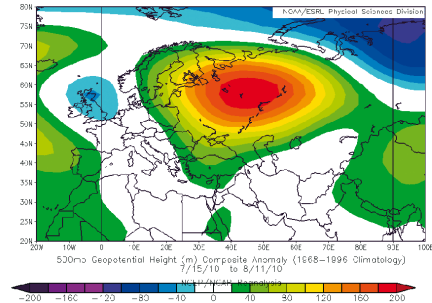 NOAA/ESRL Physical Sciences Division
80N
75N
70N
65N
60N
55N
50N
45N
40N
35N
30N
25N
20N
20W 10W 0 10E 20E 30E 40E 50E 60E 70E 80E 90E 100E
500mb Geopotential Height (m) Composite Anomaly (1968-1996 Climatology)
7/15/10 to 8/11/10
NCEP/NCAR Reanalysis
-200 -160 -120 -80 -40 0 40 80 120 160 200